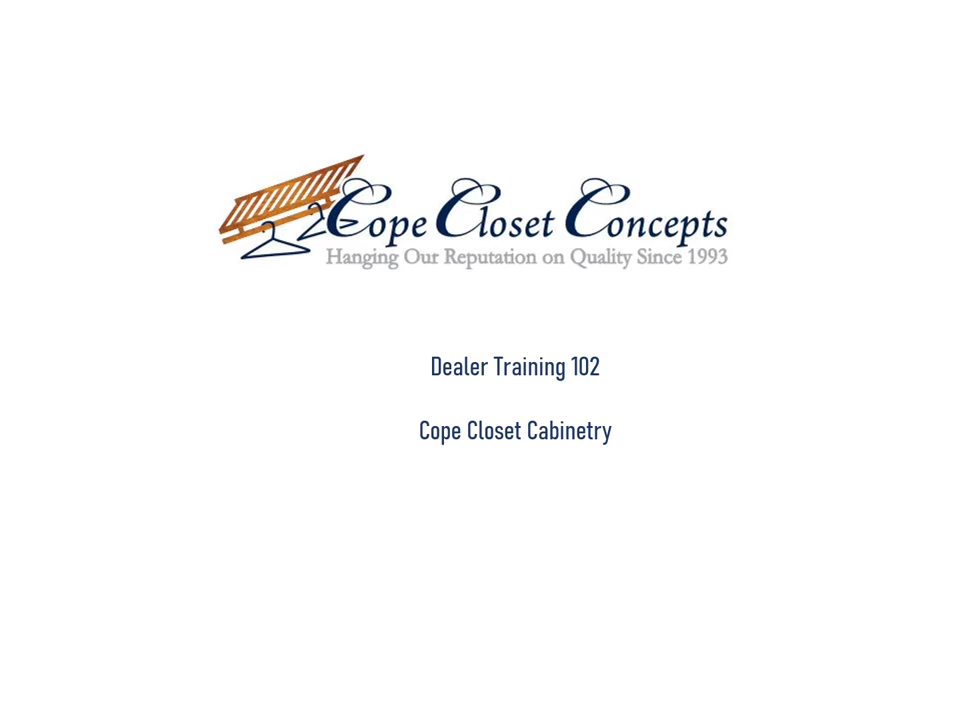 Cope Closet Concepts
Hanging Our Reputation on Quality Since 1993
Dealer Training 102
Cope Closet Cabinetry